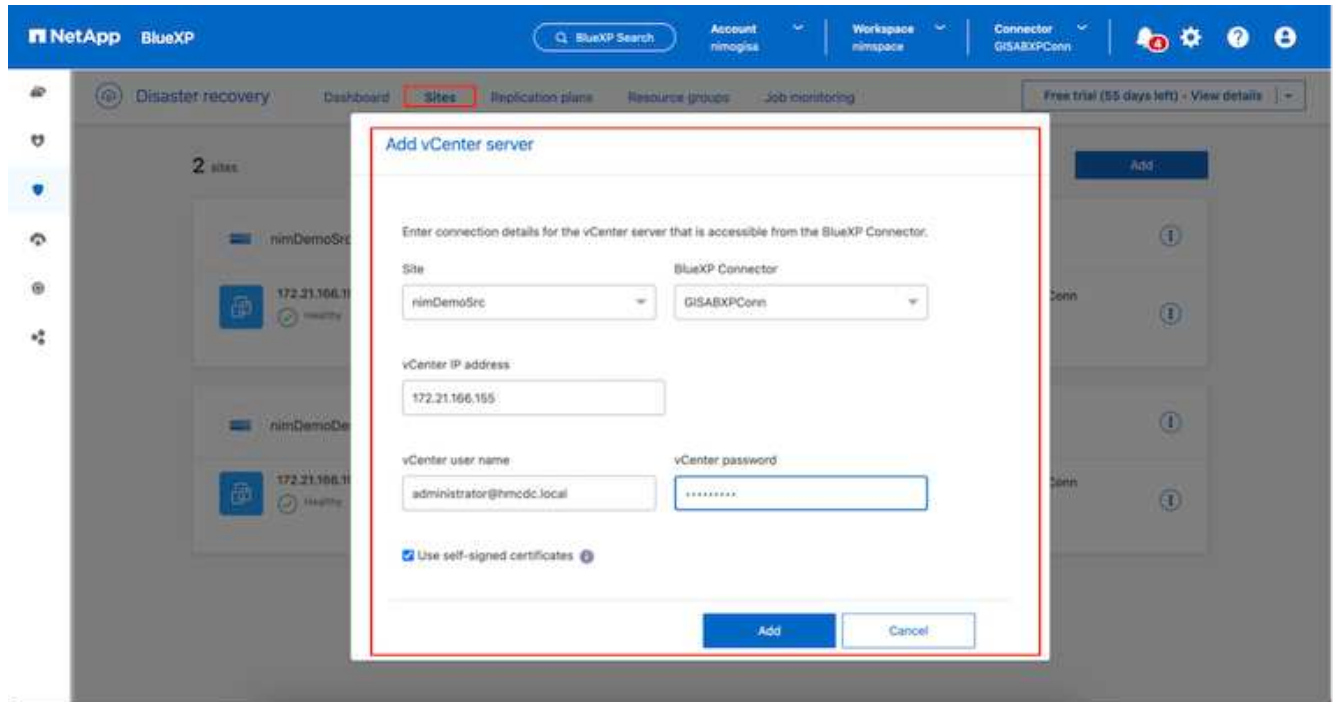 NetApp BlueXP
BlueXP Search
Account
nimogisa
Workspace
nimspace
Connector
GISABXPConn
4
Disaster recovery
Dashboard
Sites
Replication plans
Resource groups
Job monitoring
Free trial (55 days left) - View details
2 sites
Add
Add vCenter server
Enter connection details for the vCenter server that is accessible from the BlueXP Connector.
Site
BlueXP Connector
nimDemoSrc
GISABXPConn
vCenter IP address
172.21.166.155
vCenter user name
vCenter password
administrator@hmcdc.local
Use self-signed certificates
Add
Cancel
nimDemoSrc
Healthy
Healthy